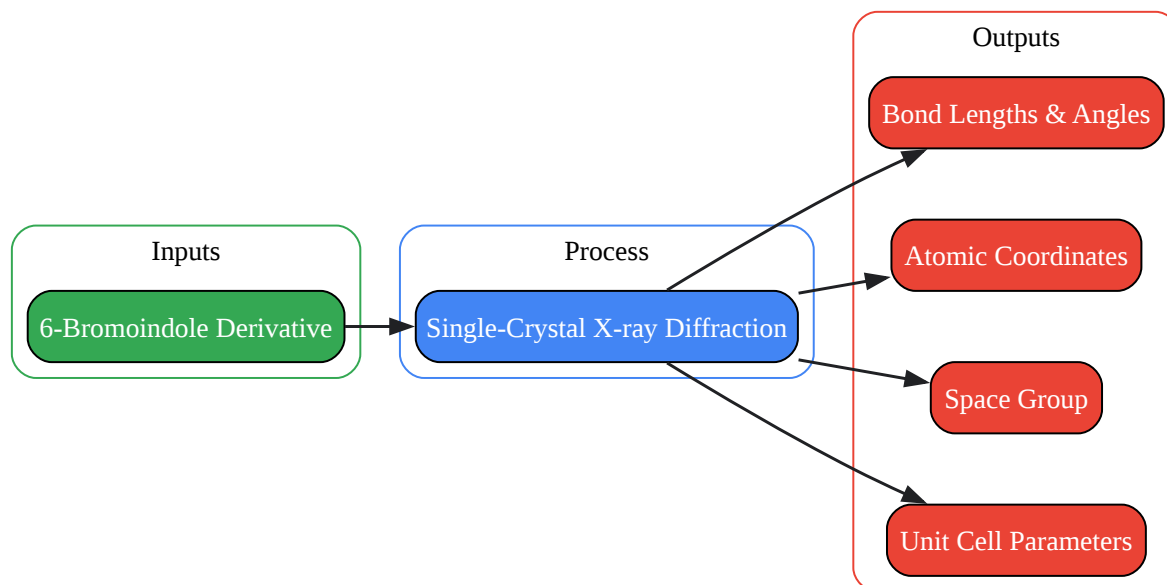 Inputs
6-Bromoindole Derivative
Process
Single-Crystal X-ray Diffraction
Outputs
Bond Lengths & Angles
Atomic Coordinates
Space Group
Unit Cell Parameters